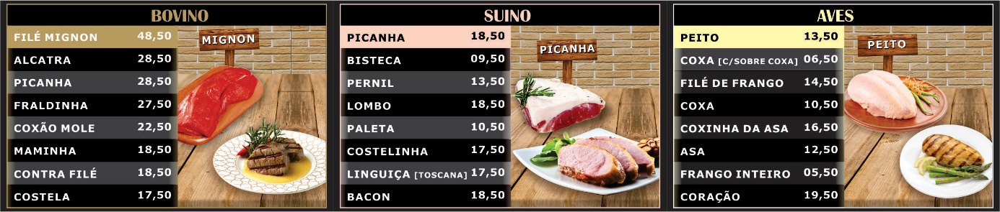 BOVINO
FILÉ MIGNON 48,50
ALCATRA 28,50
PICANHA 28,50
FRALDINHA 27,50
COXÃO MOLE 22,50
MAMINHA 18,50
CONTRA FILÉ 18,50
COSTELA 17,50
MIGNON
SUINO
PICANHA 18,50
BISTECA 09,50
PERNIL 13,50
LOMBO 18,50
PALETA 10,50
COSTELINHA 17,50
LINGUIÇA [TOSCANA] 17,50
BACON 18,50
PICANHA
AVES
PEITO 13,50
COXA [C/SOBRE COXA] 06,50
FILÉ DE FRANGO 14,50
COXA 10,50
COXINHA DA ASA 16,50
ASA 12,50
FRANGO INTEIRO 05,50
CORAÇÃO 19,50
PEITO